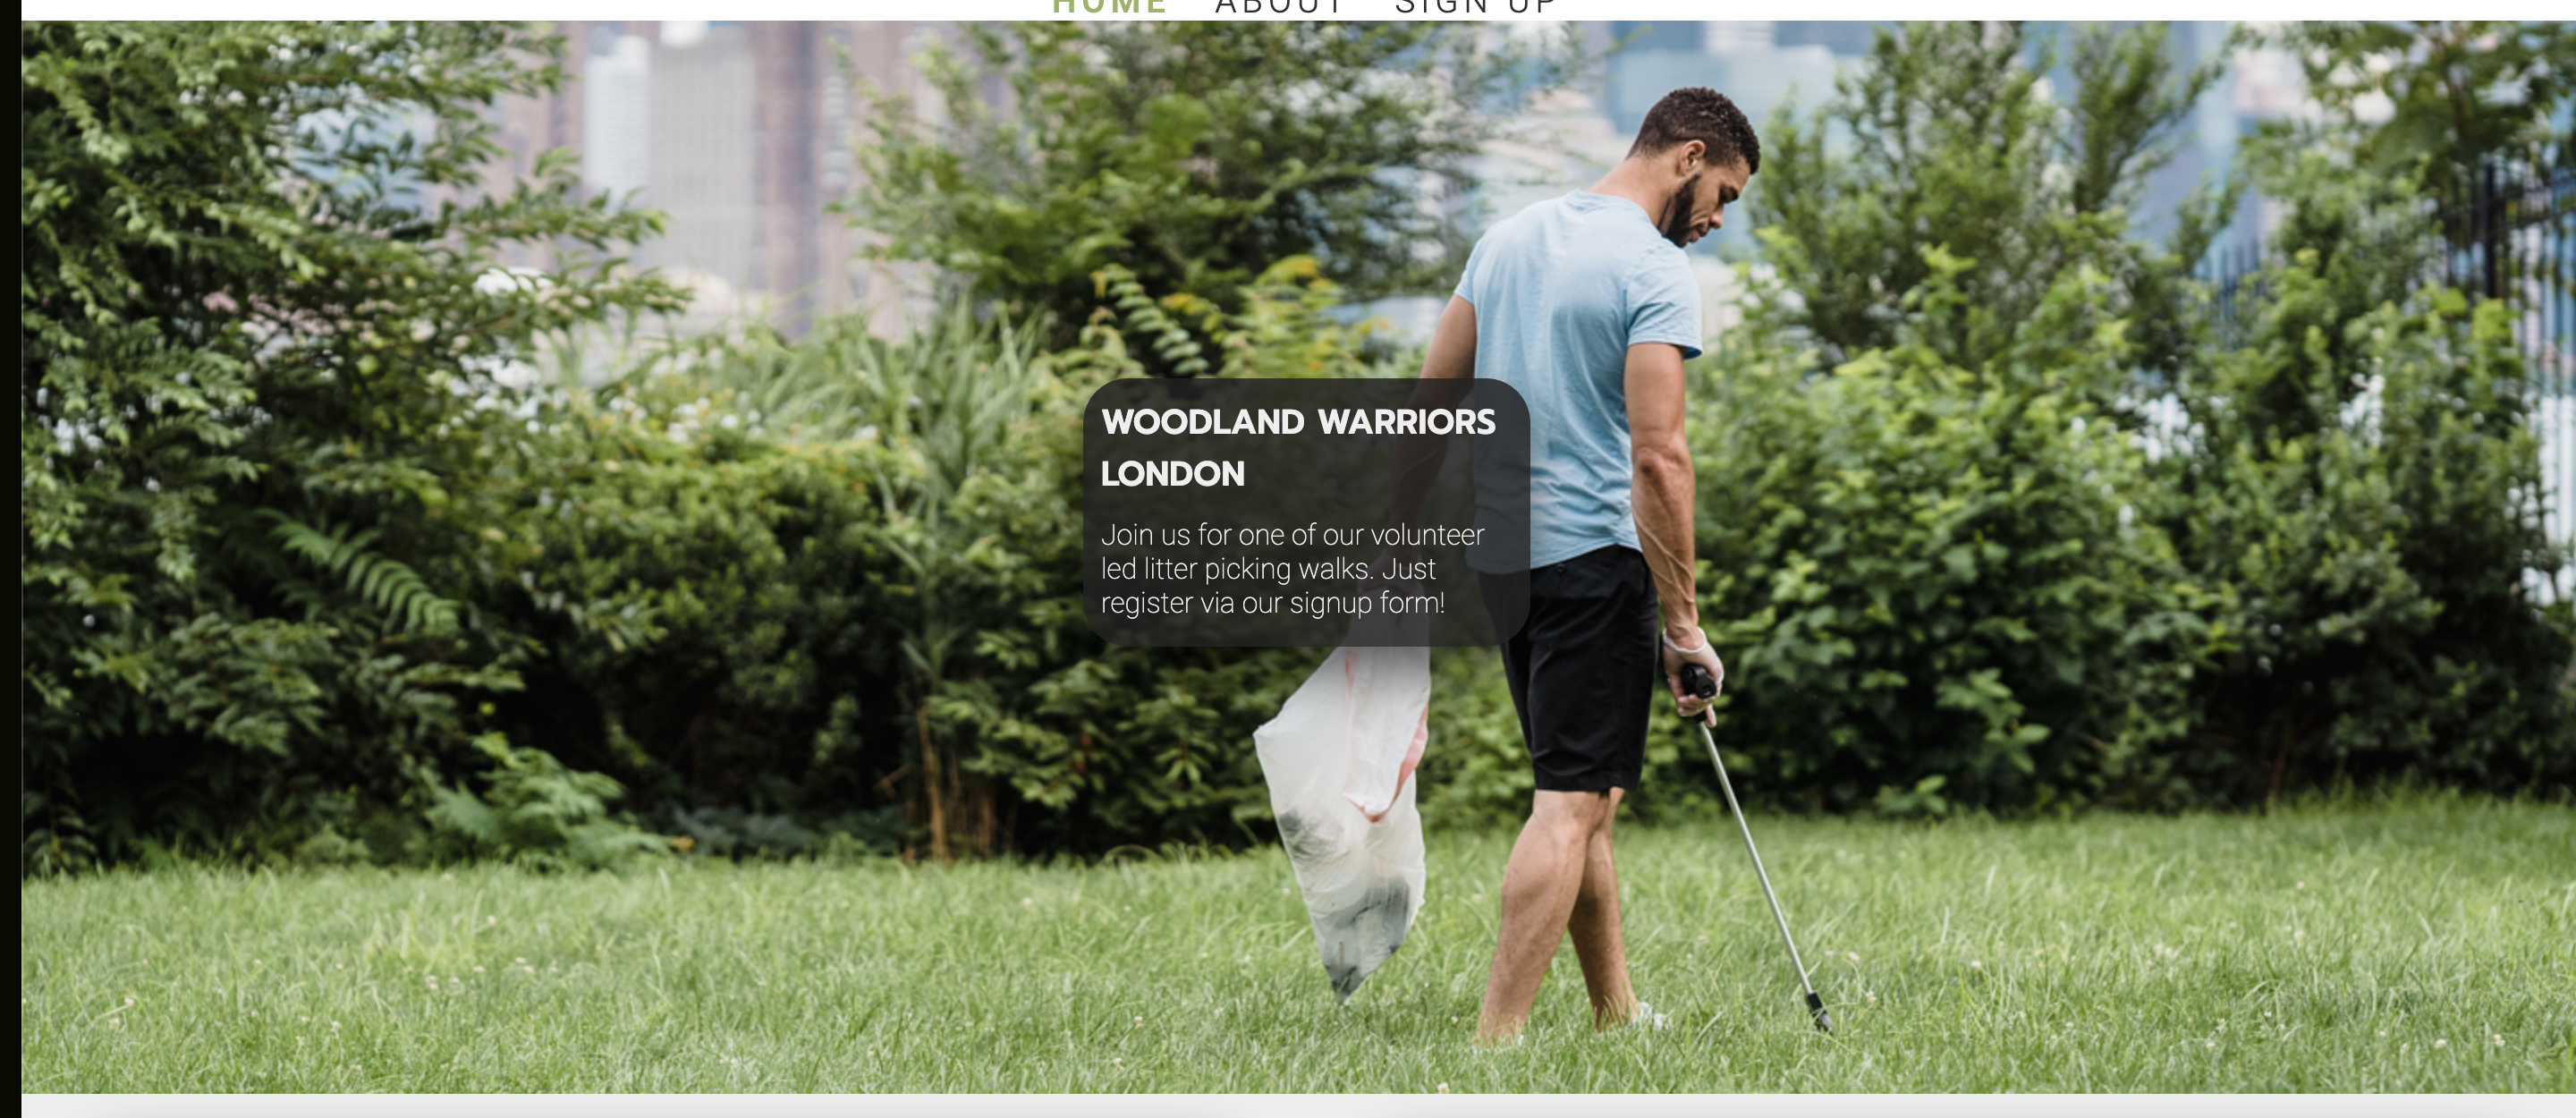 HOME ABOUT SIGN UP
WOODLAND WARRIORS
LONDON
Join us for one of our volunteer
led litter picking walks. Just
register via our signup form!